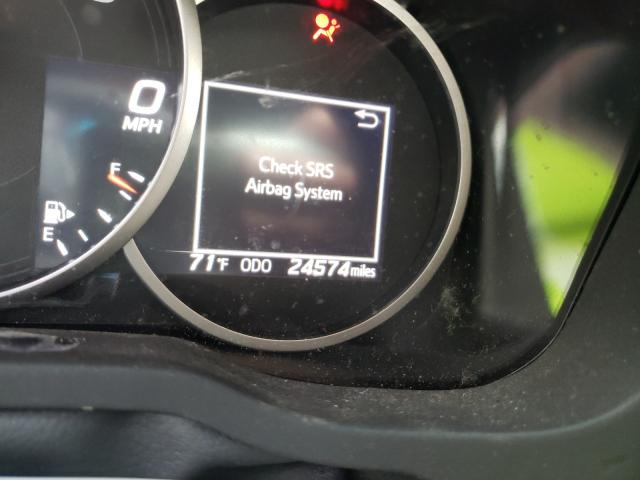 0
MPH
F
E
Check SRS
Airbag System
71°F ODO 24574 miles